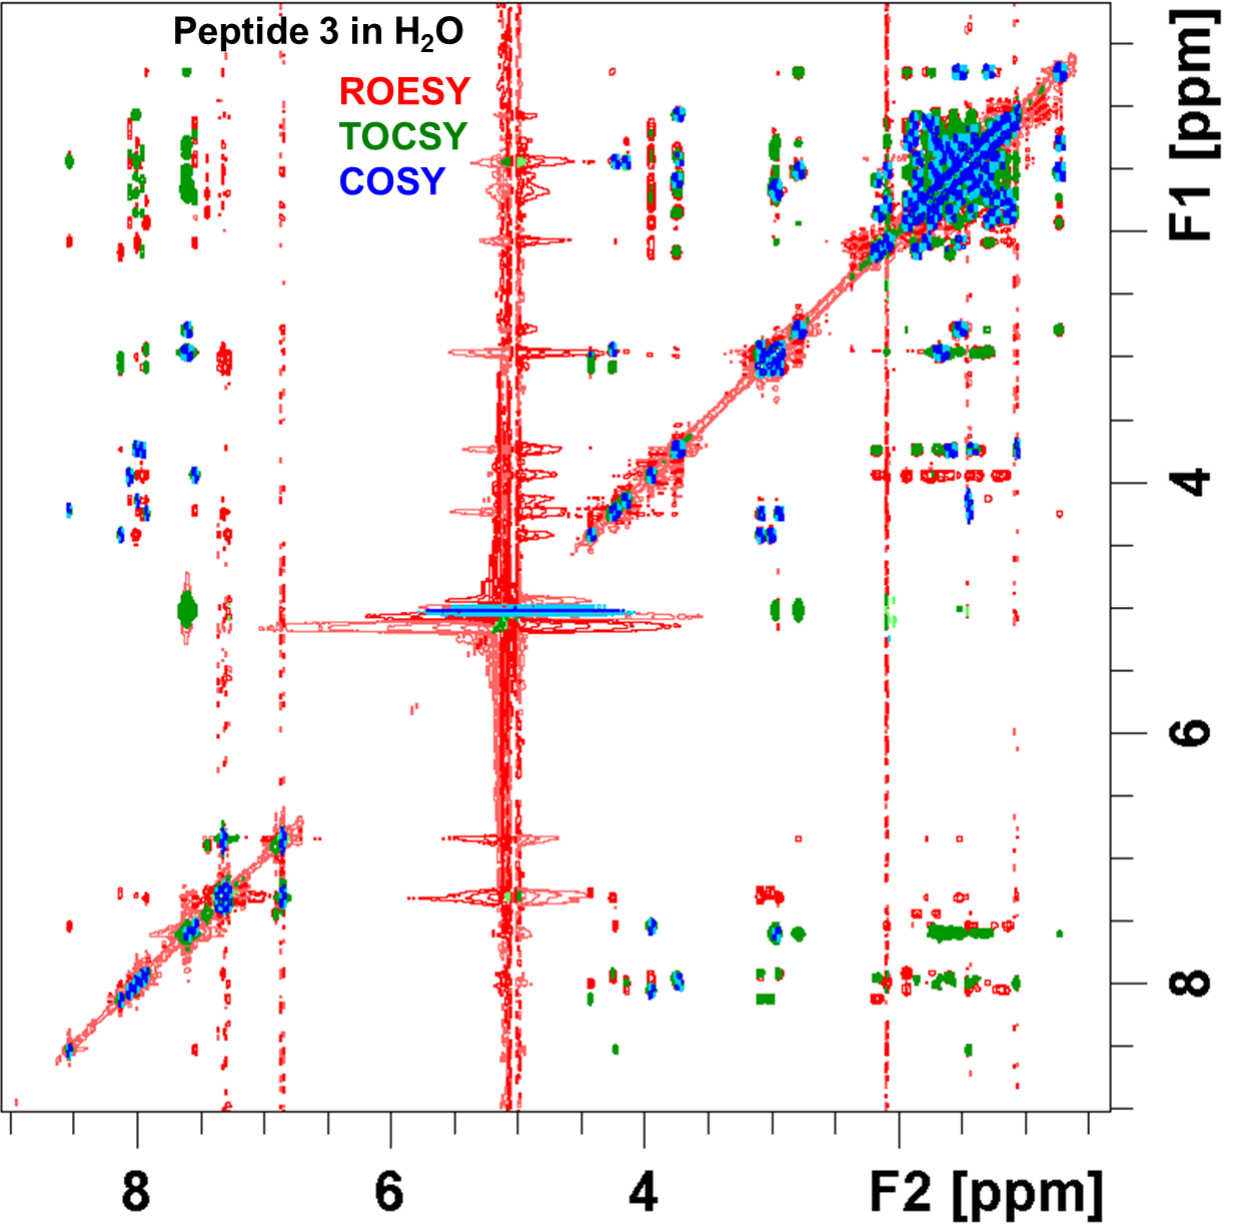 Peptide 3 in H₂O
ROESY
TOCSY
COSY
F1 [ppm]
4
6
8
8
6
4
F2 [ppm]